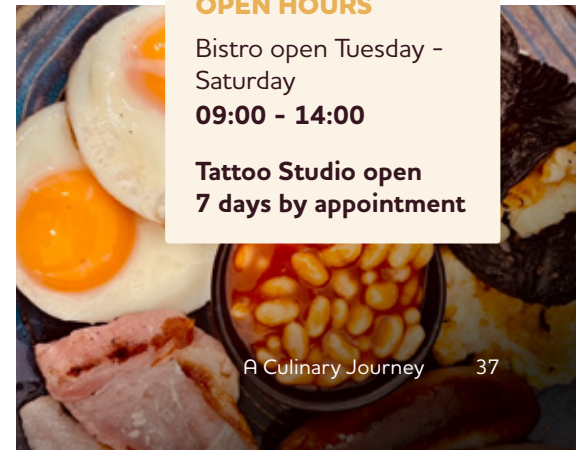 OPEN HOURS
Bistro open Tuesday -
Saturday
09:00 - 14:00
Tattoo Studio open
7 days by appointment
A Culinary Journey 37